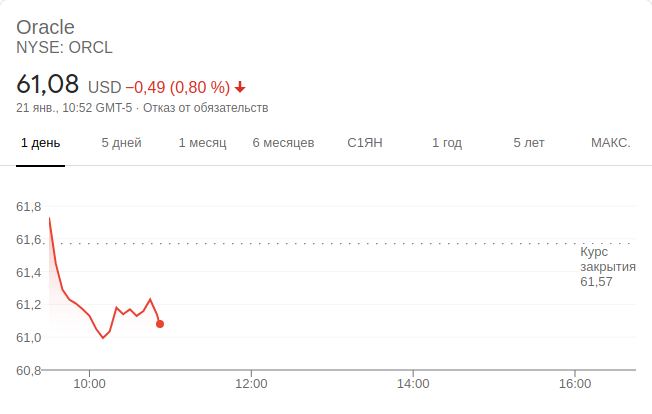 Oracle
NYSE: ORCL
61,08 USD −0,49 (0,80 %)
21 янв., 10:52 GMT-5 · Отказ от обязательств
1 день 5 дней 1 месяц 6 месяцев С1ЯН 1 год 5 лет МАКС.
61,8
61,6
Курс
закрытия
61,57
61,4
61,2
61,0
60,8
10:00 12:00 14:00 16:00